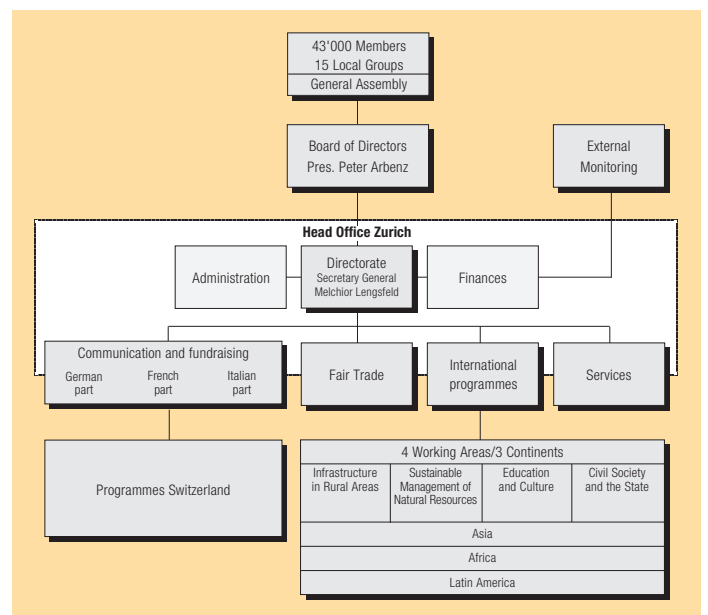 43'000 Members
15 Local Groups
General Assembly
Board of Directors
Pres. Peter Arbenz
External
Monitoring
Head Office Zurich
Administration
Directorate
Secretary General
Melchior Lengsfeld
Finances
Communication and fundraising
German
part
French
part
Italian
part
Fair Trade
International
programmes
Services
Programmes Switzerland
4 Working Areas/3 Continents
Infrastructure
in Rural Areas
Sustainable
Management of
Natural Resources
Education
and Culture
Civil Society
and the State
Asia
Africa
Latin America